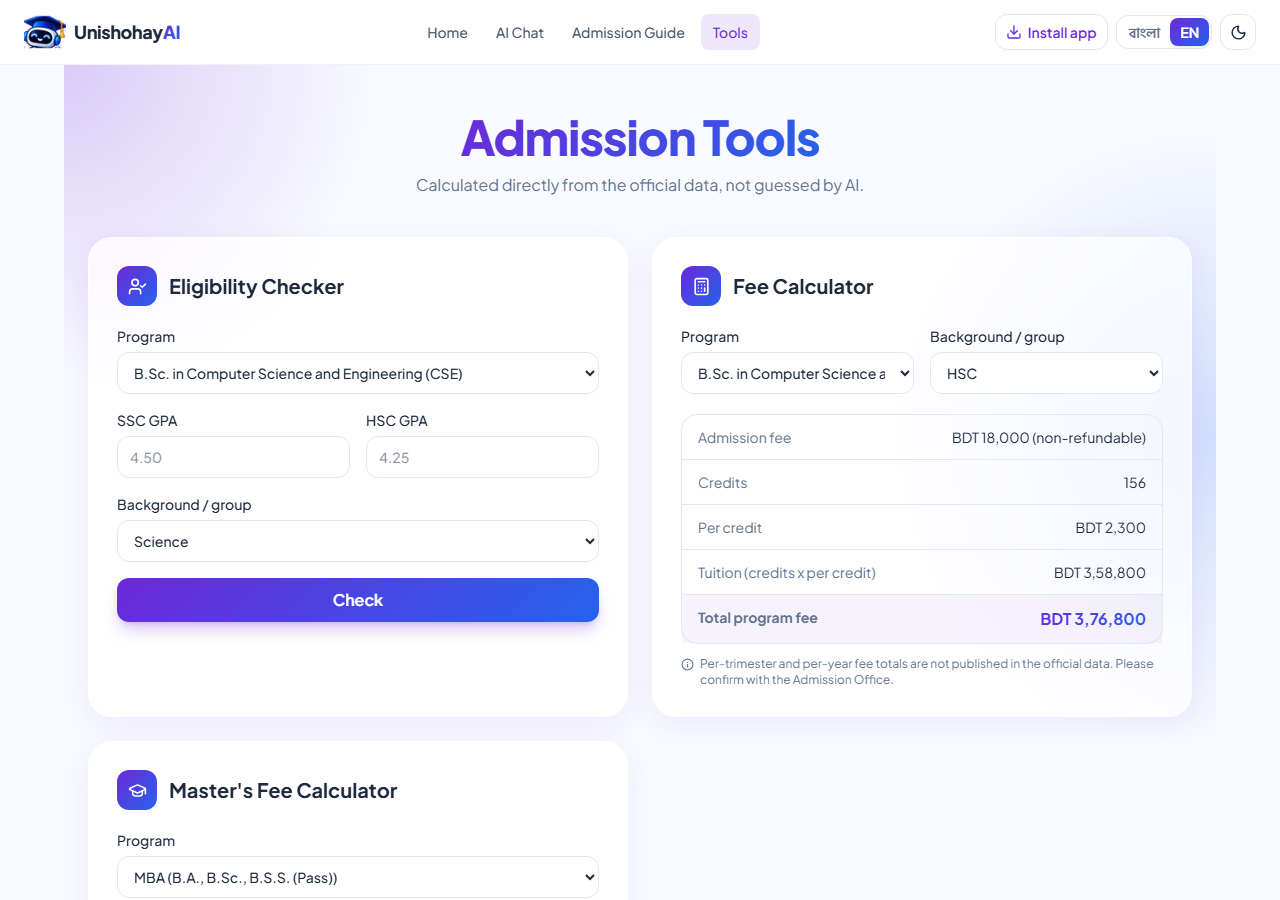 UnishohayAI
Home
AI Chat
Admission Guide
Tools
Install app
বাংলা
EN
Admission Tools
Calculated directly from the official data, not guessed by AI.
Eligibility Checker
Program
B.Sc. in Computer Science and Engineering (CSE)
SSC GPA
HSC GPA
4.50
4.25
Background / group
Science
Check
Fee Calculator
Program
Background / group
B.Sc. in Computer Science a
HSC
Admission fee
BDT 18,000 (non-refundable)
Credits
156
Per credit
BDT 2,300
Tuition (credits x per credit)
BDT 3,58,800
Total program fee
BDT 3,76,800
Per-trimester and per-year fee totals are not published in the official data. Please
confirm with the Admission Office.
Master's Fee Calculator
Program
MBA (B.A., B.Sc., B.S.S. (Pass))